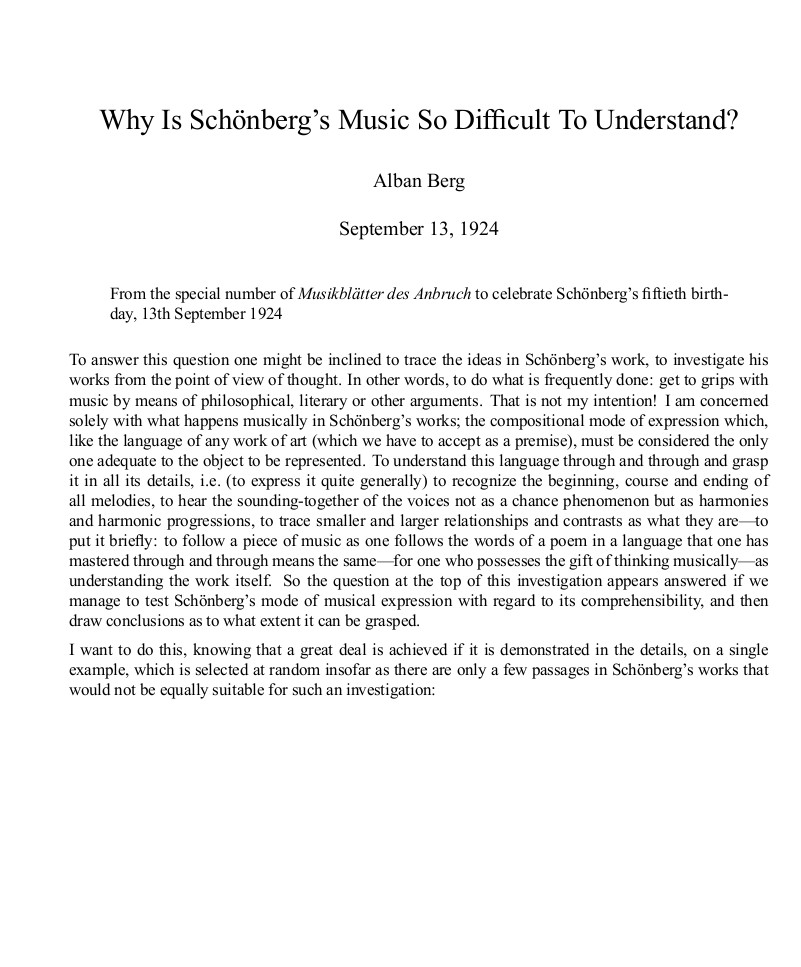 Why Is Schönberg's Music So Difficult To Understand?
Alban Berg
September 13, 1924
From the special number of Musikblätter des Anbruch to celebrate Schönberg's fiftieth birth-
day, 13th September 1924
To answer this question one might be inclined to trace the ideas in Schönberg's work, to investigate his
works from the point of view of thought. In other words, to do what is frequently done: get to grips with
music by means of philosophical, literary or other arguments. That is not my intention! I am concerned
solely with what happens musically in Schönberg's works; the compositional mode of expression which,
like the language of any work of art (which we have to accept as a premise), must be considered the only
one adequate to the object to be represented. To understand this language through and through and grasp
it in all its details, i.e. (to express it quite generally) to recognize the beginning, course and ending of
all melodies, to hear the sounding-together of the voices not as a chance phenomenon but as harmonies
and harmonic progressions, to trace smaller and larger relationships and contrasts as what they are—to
put it briefly: to follow a piece of music as one follows the words of a poem in a language that one has
mastered through and through means the same—for one who possesses the gift of thinking musically—as
understanding the work itself. So the question at the top of this investigation appears answered if we
manage to test Schönberg's mode of musical expression with regard to its comprehensibility, and then
draw conclusions as to what extent it can be grasped.
I want to do this, knowing that a great deal is achieved if it is demonstrated in the details, on a single
example, which is selected at random insofar as there are only a few passages in Schönberg's works that
would not be equally suitable for such an investigation: